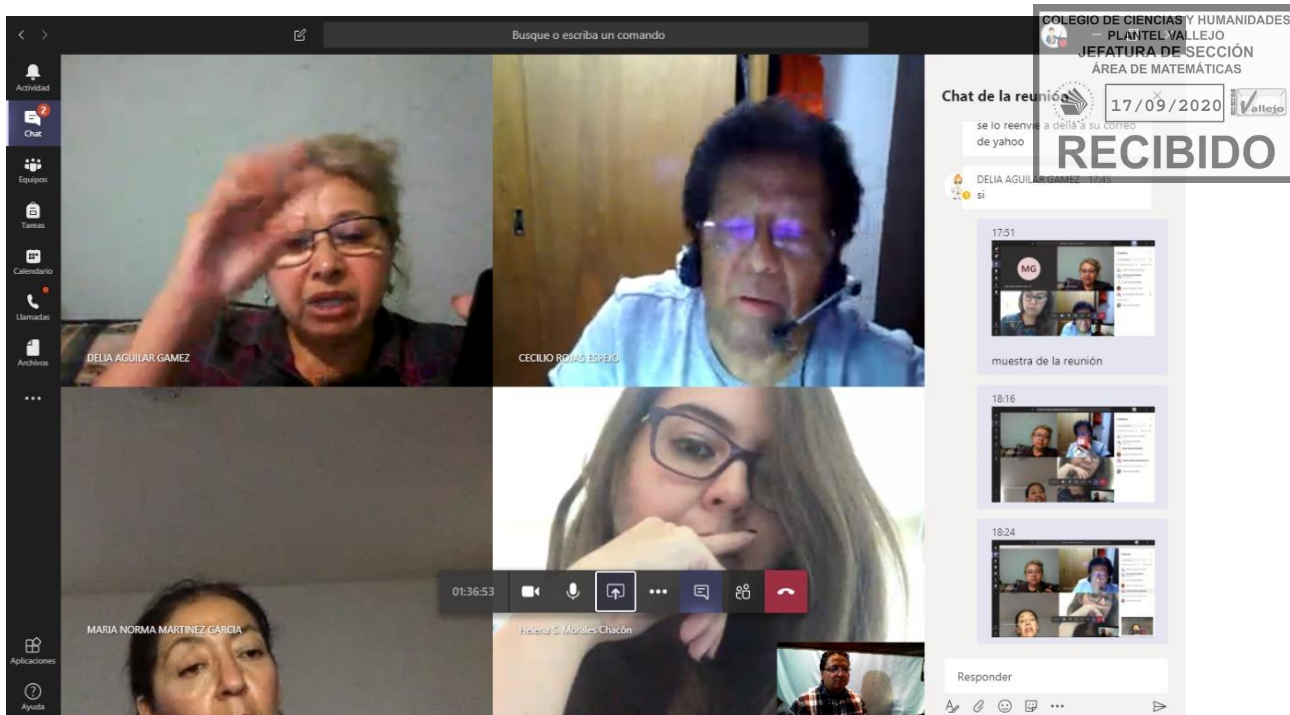 COLEGIO DE CIENCIAS Y HUMANIDADES
PLANTEL VALLEJO
JEFATURA DE SECCIÓN
ÁREA DE MATEMÁTICAS
17/09/2020
Vallejo
RECIBIDO
Busque o escriba un comando
Actividad
2
Chat
Equipos
Tareas
Calendario
Llamadas
Archivos
Aplicaciones
Ayuda
DELIA AGUILAR GAMEZ
CECILIO ROJAS ESPEJO
MARIA NORMA MARTINEZ GARCIA
Helena S. Morales Chacón
01:36:53
Chat de la reunión
se lo reenvie a delia a su correo
de yahoo
DELIA AGUILAR GAMEZ 17:45
si
17:51
MG
muestra de la reunión
18:16
18:24
Responder